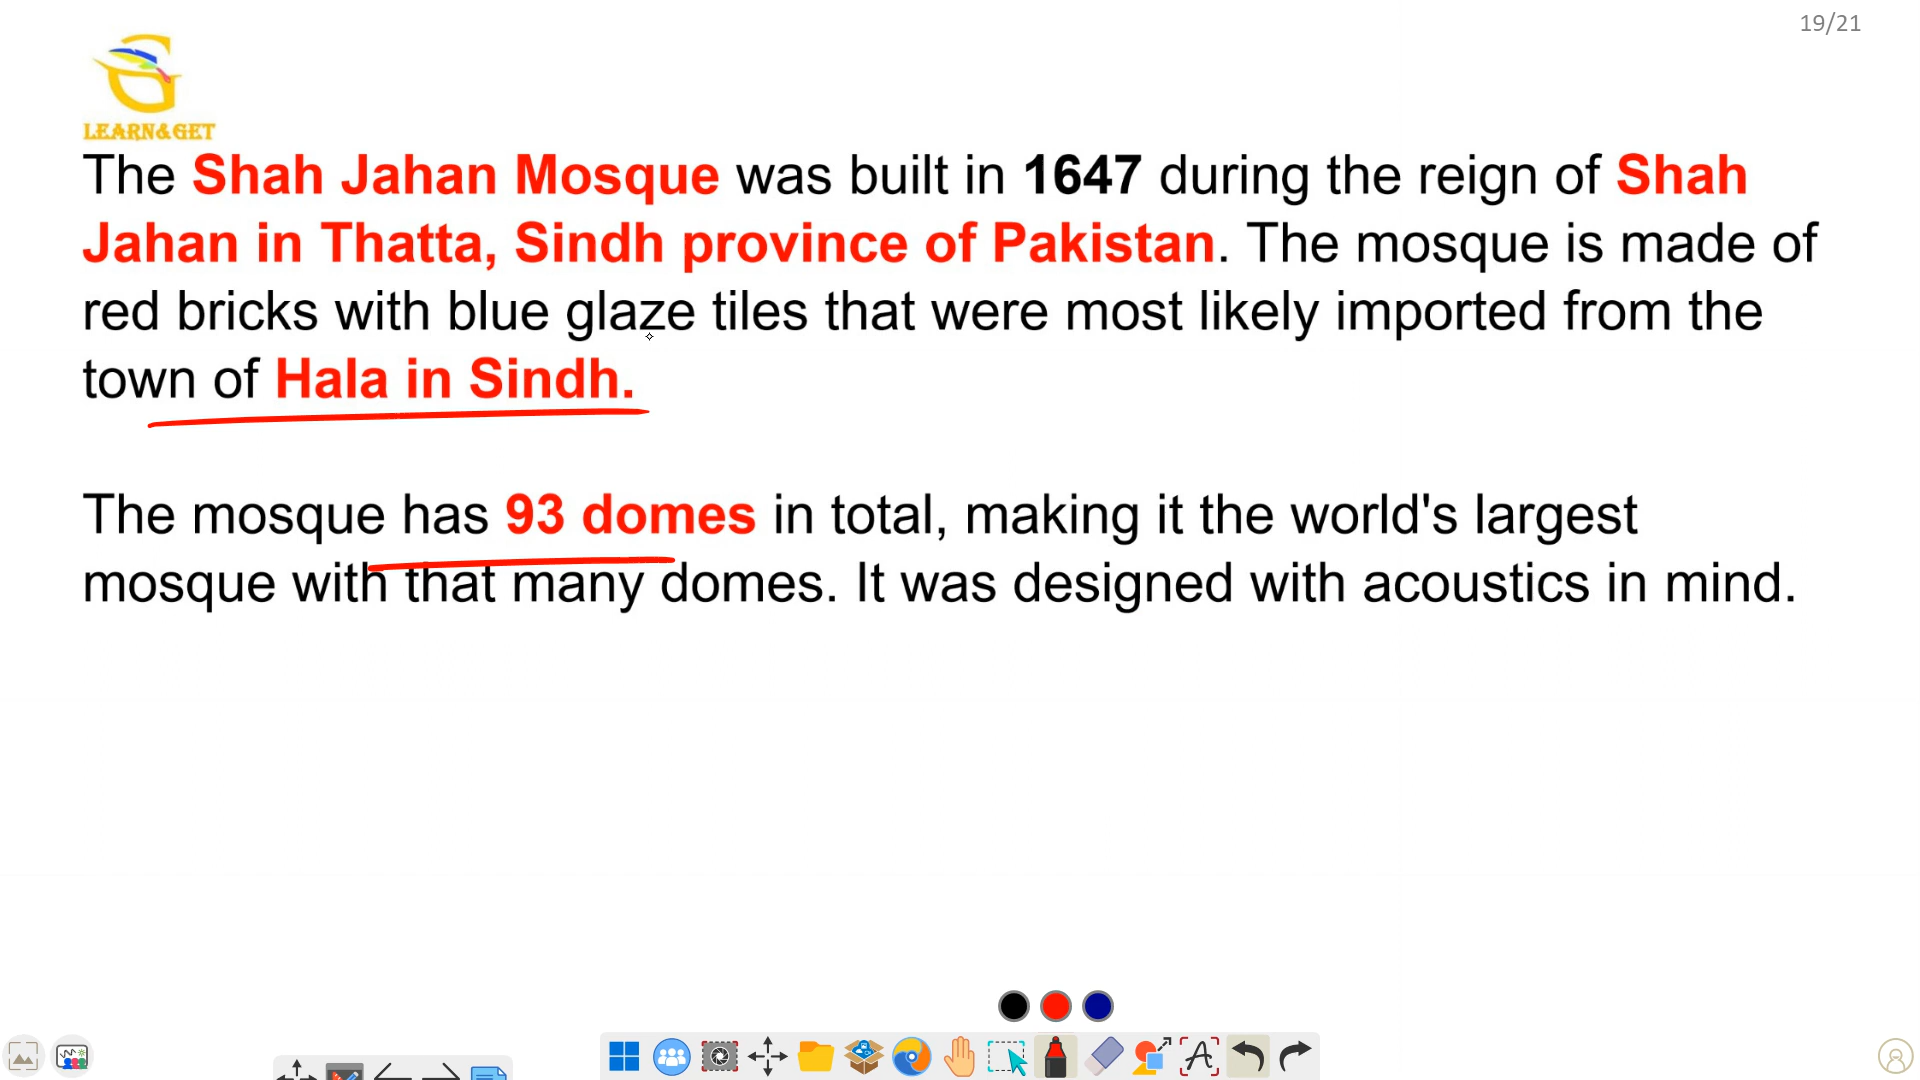 19/21
LEARN&GET
The Shah Jahan Mosque was built in 1647 during the reign of Shah
Jahan in Thatta, Sindh province of Pakistan. The mosque is made of
red bricks with blue glaze tiles that were most likely imported from the
town of Hala in Sindh.
The mosque has 93 domes in total, making it the world's largest
mosque with that many domes. It was designed with acoustics in mind.